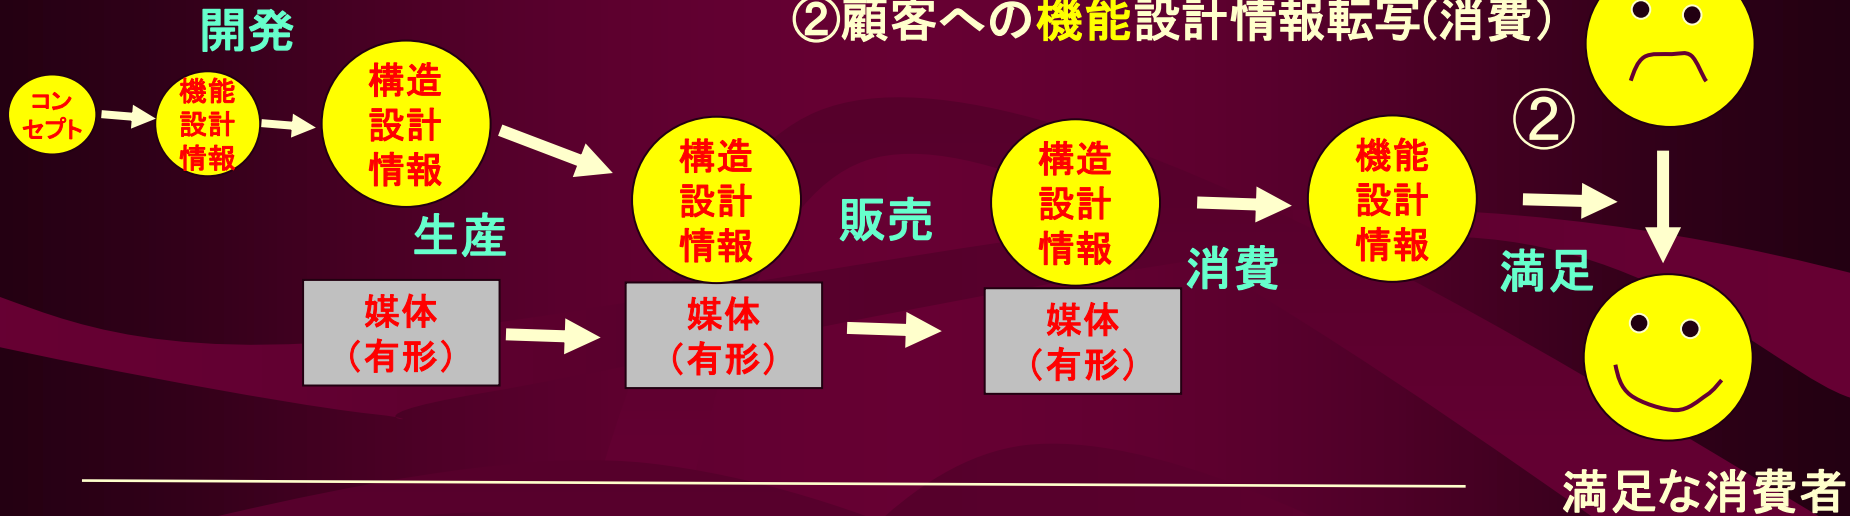 ②顧客への機能設計情報転写(消費)
開発
コン
セプト
機能
設計
情報
構造
設計
情報
生産
媒体
(有形)
構造
設計
情報
媒体
(有形)
販売
構造
設計
情報
媒体
(有形)
消費
機能
設計
情報
②
満足
満足な消費者